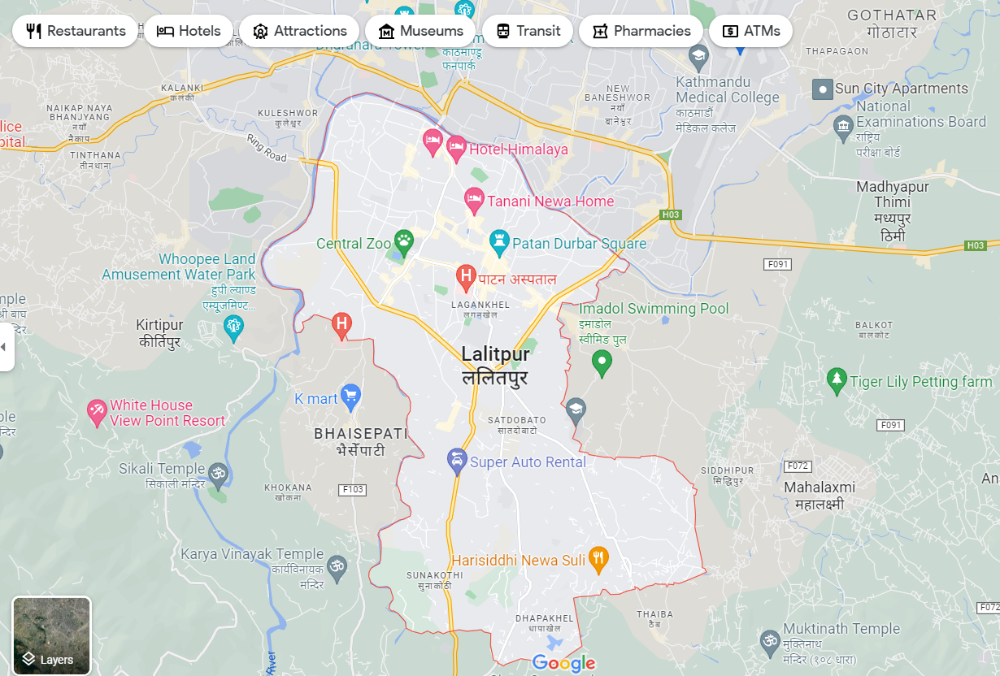 Restaurants
Hotels
Attractions
Museums
Transit
Pharmacies
ATMs
GOTHATAR
गोठाटार
THAPAGAON
काठमाण्डू
फनपार्क
KALANKI
कलंकी
Kathmandu
Medical College
काठमाडौं
मेडिकल कलेज
Sun City Apartments
NEW
BANESHWOR
नयाँ
बानेश्वर
NAIKAP NAYA
BHANJYANG
नयाँ
नैकाप
KULESHWOR
कुलेश्वर
National
Examinations Board
राष्ट्रिय
परीक्षा बोर्ड
lice
pital
TINTHANA
तीनथाना
Ring Road
Hotel Himalaya
Madhyapur
Thimi
मध्यपुर
ठिमी
Tanani Newa Home
H03
Central Zoo
Patan Durbar Square
H03
Whoopee Land
Amusement Water Park
हुपी ल्याण्ड
एम्यूजमिण्ट...
F091
H
पाटन अस्पताल
LAGANKHEL
लगनखेल
mple
श्री बाघ
Imadol Swimming Pool
इमाडोल
स्वीमिङ पुल
H
Kirtipur
कीर्तिपुर
BALKOT
बालकोट
Lalitpur
ललितपुर
Tiger Lily Petting farm
K mart
White House
View Point Resort
ple
न्दिर
SATDOBATO
सातदोबाटो
F091
BHAISEPATI
भैसेँपाटी
Super Auto Rental
Sikali Temple
सिकाली मन्दिर
SIDDHIPUR
सिद्धिपुर
F072
An
KHOKANA
खोकना
F103
Mahalaxmi
महालक्ष्मी
Karya Vinayak Temple
कार्यविनायक
मन्दिर
Harisiddhi Newa Suli
SUNAKOTHI
सुनाकोठी
F072
DHAPAKHEL
धापाखेल
THAIBA
ठैब
Muktinath Temple
मुक्तिनाथ
मन्दिर (१०८ धारा)
Layers
River
Google